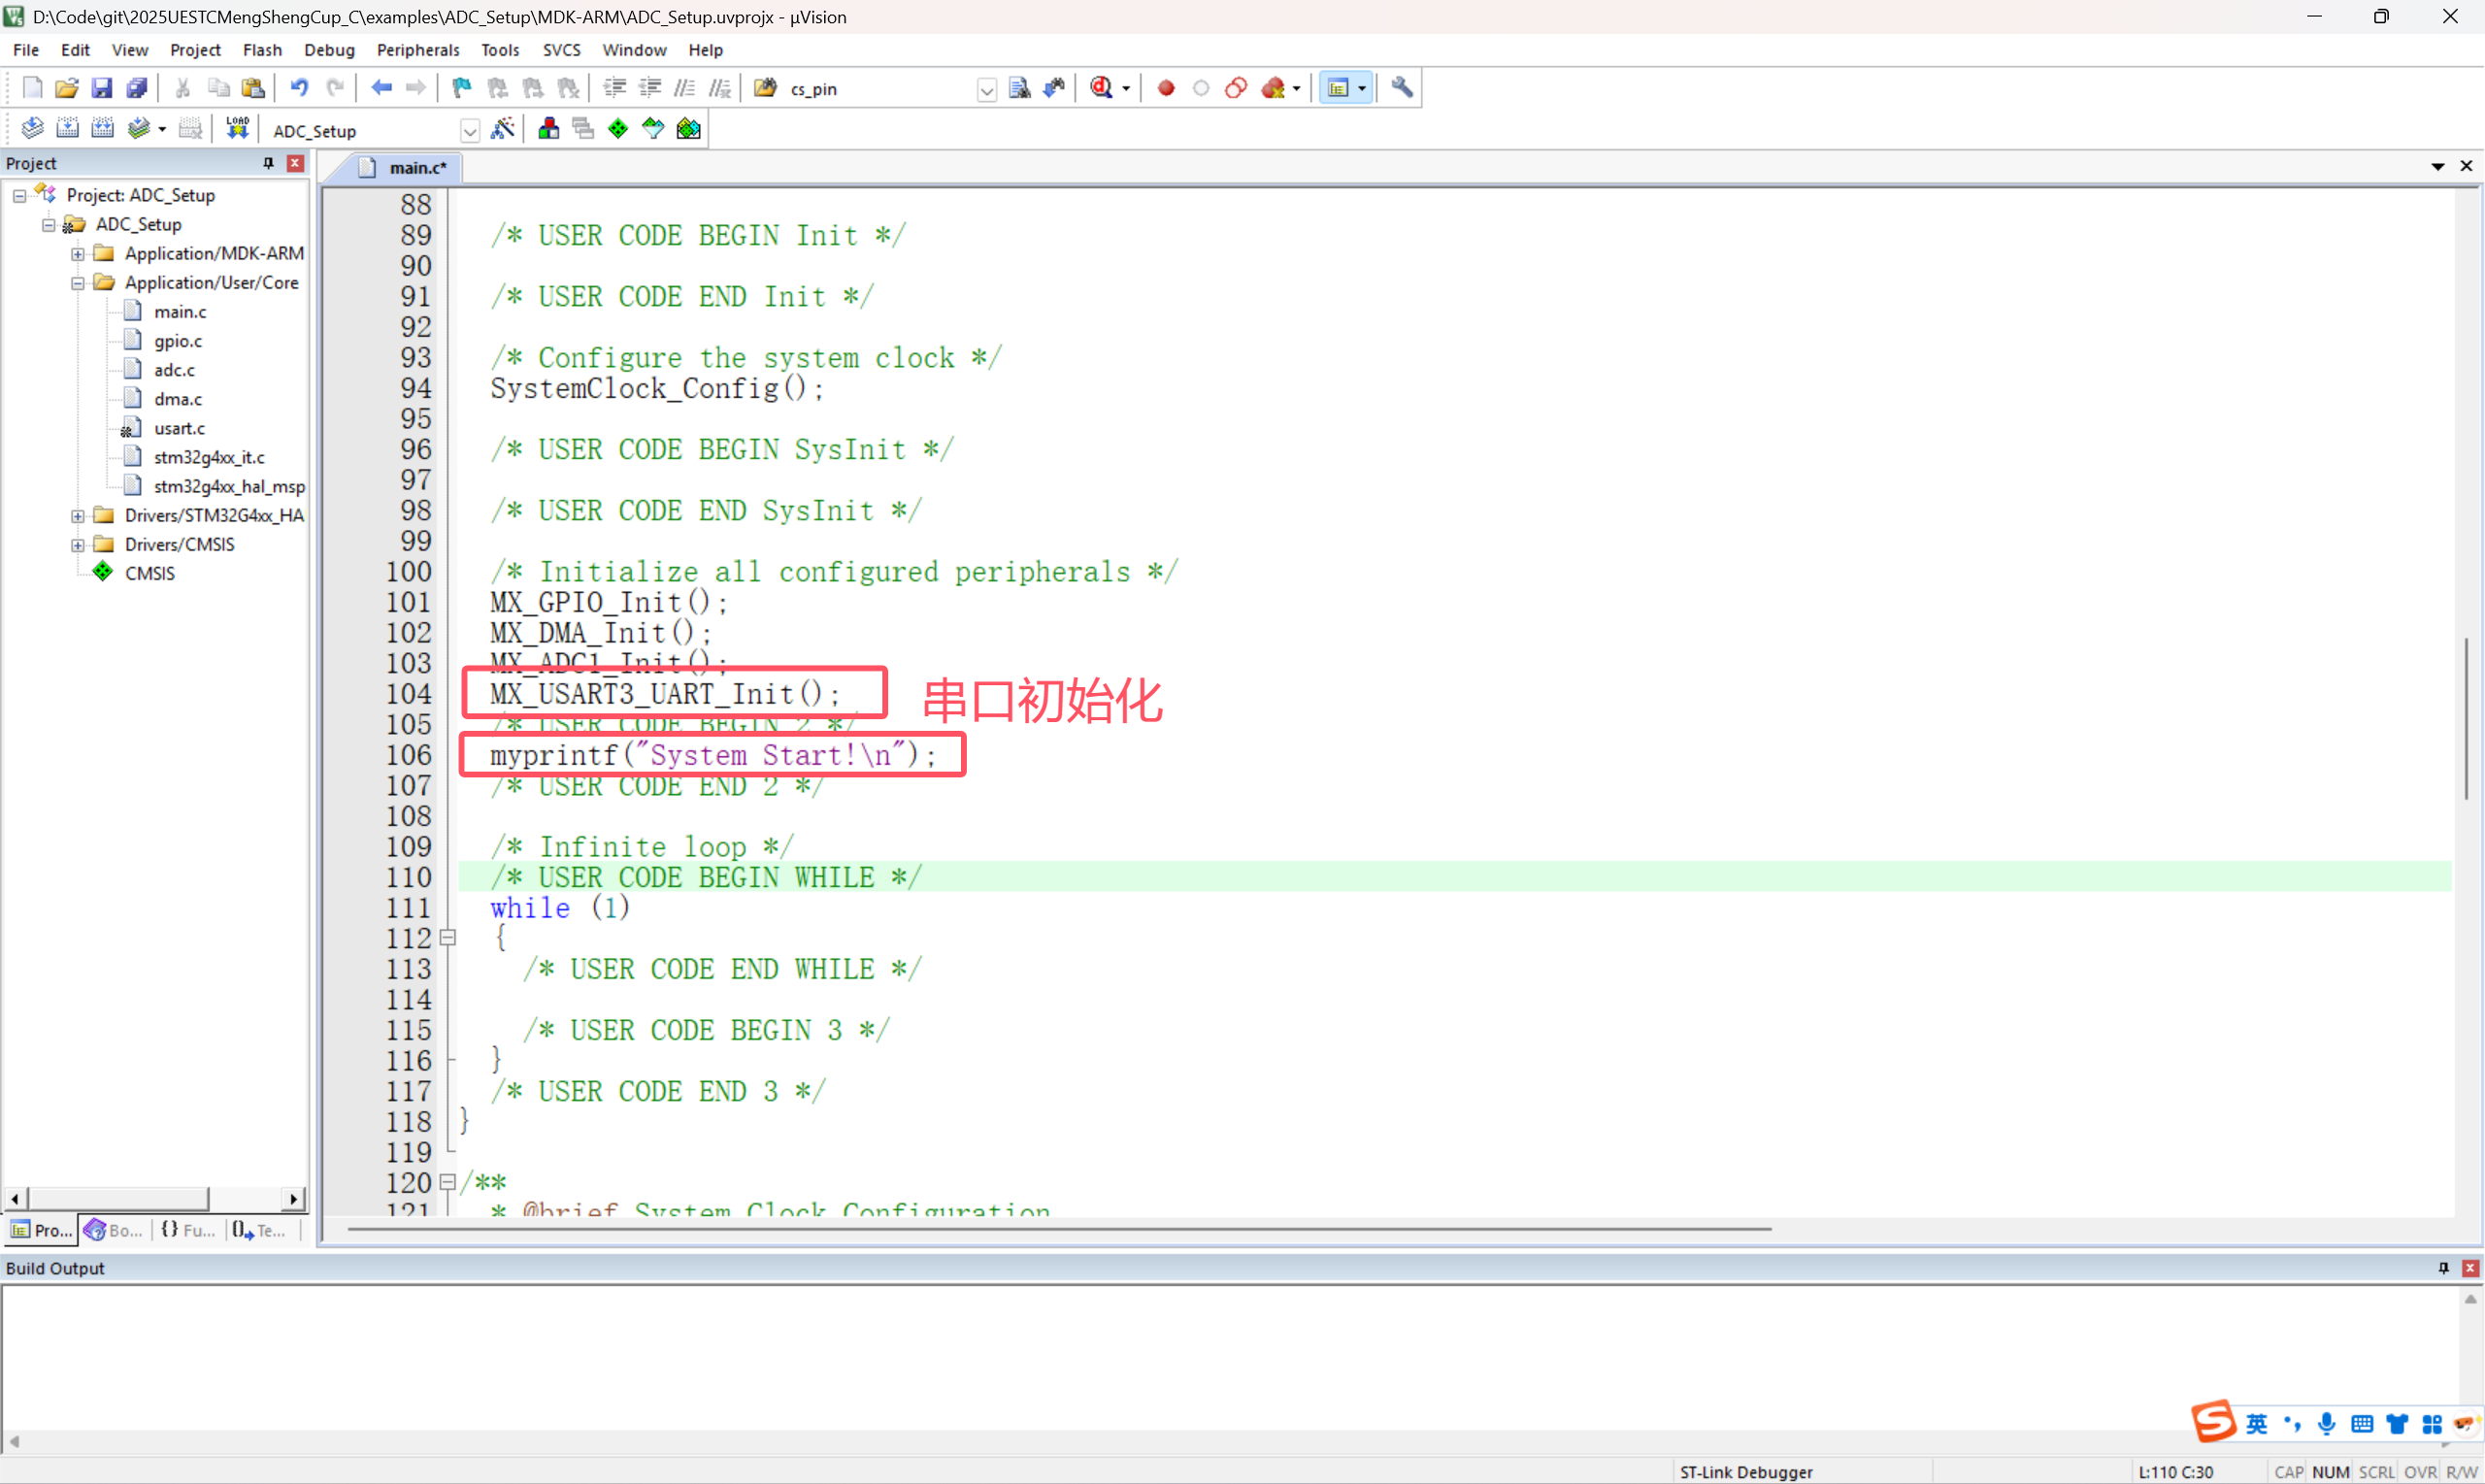 D:\Code\git\2025UESTCMengShengCup_C\examples\ADC_Setup\MDK-ARM\ADC_Setup.uvprojx - µVision
File Edit View Project Flash Debug Peripherals Tools SVCS Window Help
cs_pin
LOAD ADC_Setup
Project
main.c*
Project: ADC_Setup
ADC_Setup
Application/MDK-ARM
Application/User/Core
main.c
gpio.c
adc.c
dma.c
usart.c
stm32g4xx_it.c
stm32g4xx_hal_msp
Drivers/STM32G4xx_HA
Drivers/CMSIS
CMSIS
88
89 /* USER CODE BEGIN Init */
90
91 /* USER CODE END Init */
92
93 /* Configure the system clock */
94 SystemClock_Config();
95
96 /* USER CODE BEGIN SysInit */
97
98 /* USER CODE END SysInit */
99
100 /* Initialize all configured peripherals */
101 MX_GPIO_Init();
102 MX_DMA_Init();
103 MX_ADC1_Init();
104 MX_USART3_UART_Init(); 串口初始化
105 /* USER CODE BEGIN 2 */
106 myprintf("System Start!\n");
107 /* USER CODE END 2 */
108
109 /* Infinite loop */
110 /* USER CODE BEGIN WHILE */
111 while (1)
112 {
113 /* USER CODE END WHILE */
114
115 /* USER CODE BEGIN 3 */
116 }
117 /* USER CODE END 3 */
118 }
119
120 /**
121 * @brief System Clock Configuration
Pro... Bo... {} Fu... Te...
Build Output
英
ST-Link Debugger L:110 C:30 CAP NUM SCRL OVR R/W